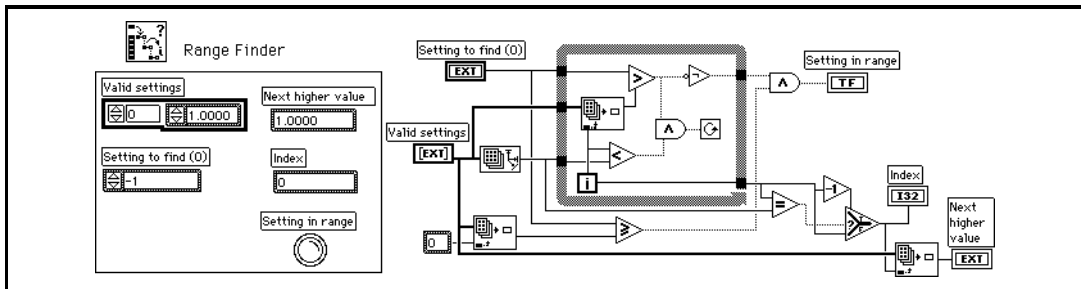 Range Finder
Valid settings
0
1.0000
Next higher value
1.0000
Setting to find (0)
-1
Index
0
Setting in range
Setting to find (0)
EXT
Valid settings
[EXT]
0
>
<
i
=
≥
-1
?
Setting in range
TF
Index
I32
Next
higher
value
EXT